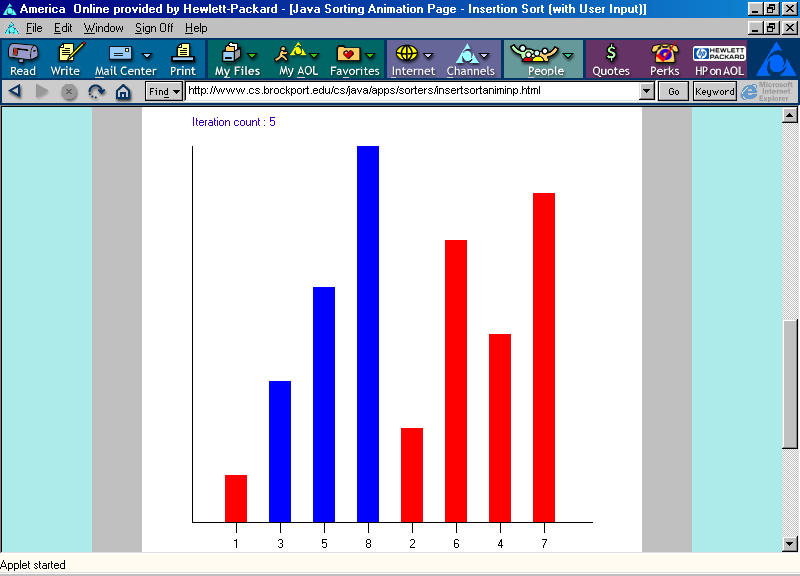 America Online provided by Hewlett-Packard - [Java Sorting Animation Page - Insertion Sort (with User Input)]
File Edit Window Sign Off Help
Read Write Mail Center Print My Files My AOL Favorites Internet Channels People Quotes Perks HP on AOL
HEWLETT PACKARD
Find http://wwww.cs.brockport.edu/cs/java/apps/sorters/insertsortaniminp.html Go Keyword Microsoft Internet Explorer
Iteration count : 5
1 3 5 8 2 6 4 7
Applet started